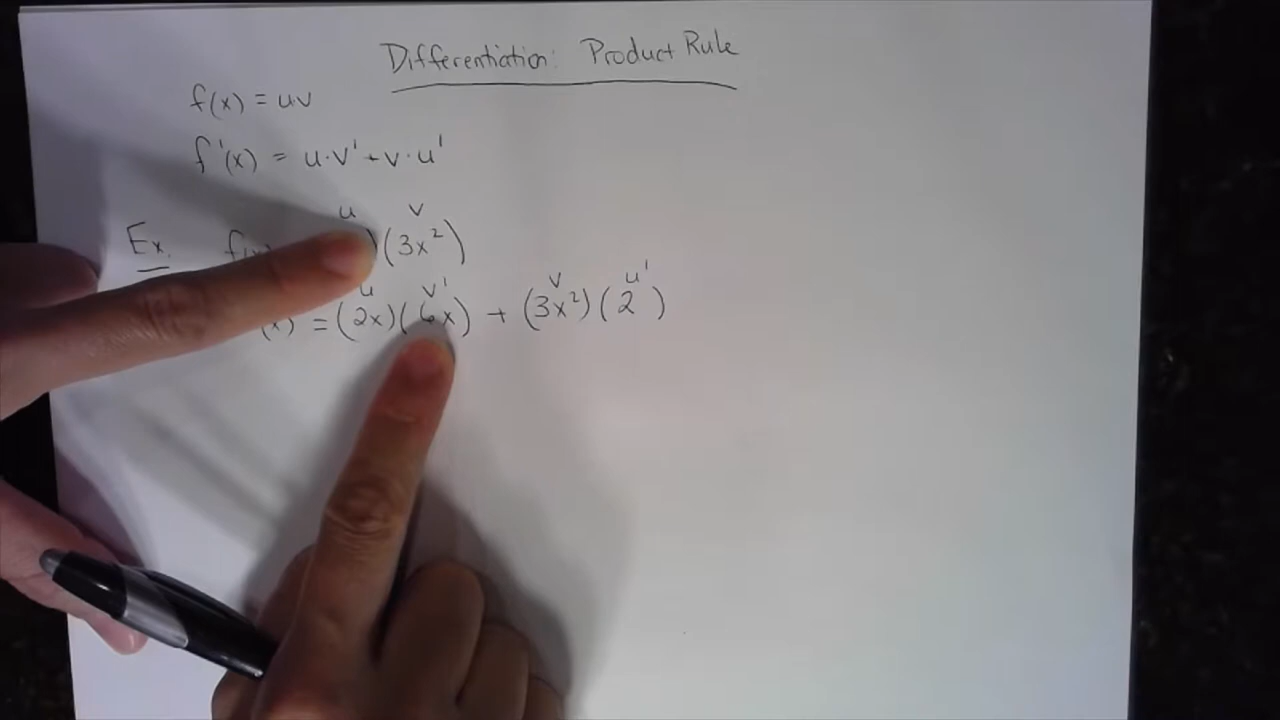 Differentiation: Product Rule
f(x) = uv
f'(x) = u·v' + v·u'
u v
Ex. f(x )(3x²)
u v' v u'
(x) = (2x)(6x) + (3x²)(2)